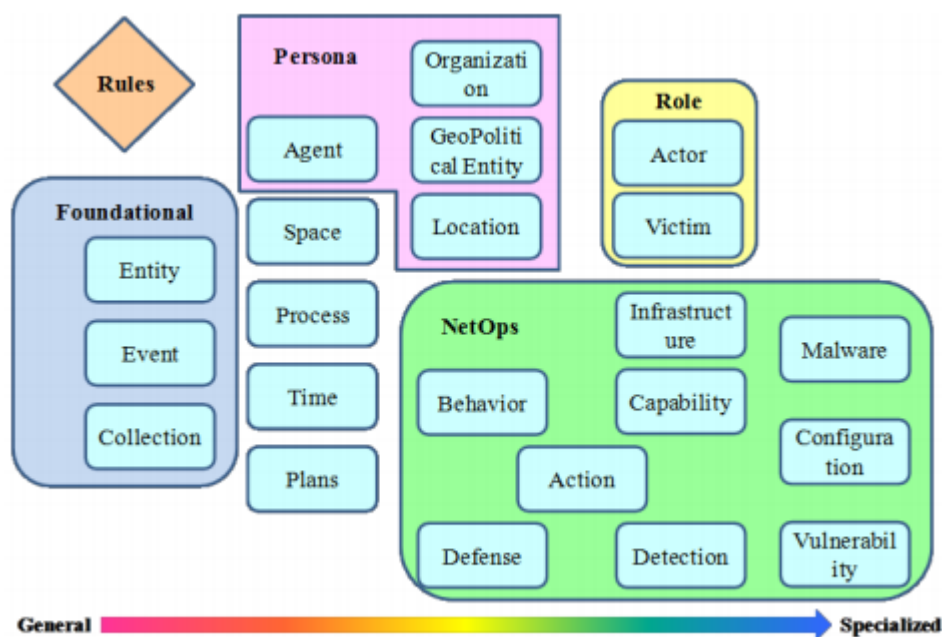 Rules
Persona
Organizati
on
Agent
GeoPoliti
cal Entity
Location
Role
Actor
Victim
Foundational
Entity
Event
Collection
Space
Process
Time
Plans
NetOps
Infrastruct
ure
Malware
Behavior
Capability
Configura
tion
Action
Defense
Detection
Vulnerabil
ity
General
Specialized